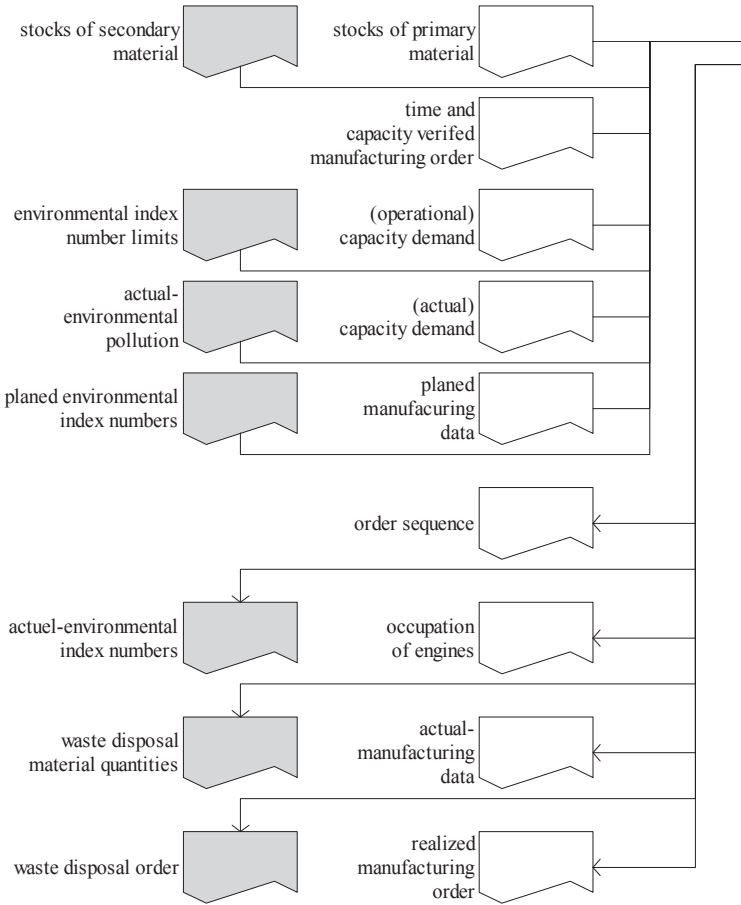 stocks of secondary
material
stocks of primary
material
time and
capacity verifed
manufacturing order
environmental index
number limits
(operational)
capacity demand
actual-
environmental
pollution
(actual)
capacity demand
planed environmental
index numbers
planed
manufacuring
data
order sequence
actuel-environmental
index numbers
occupation
of engines
waste disposal
material quantities
actual-
manufacturing
data
waste disposal order
realized
manufacturing
order